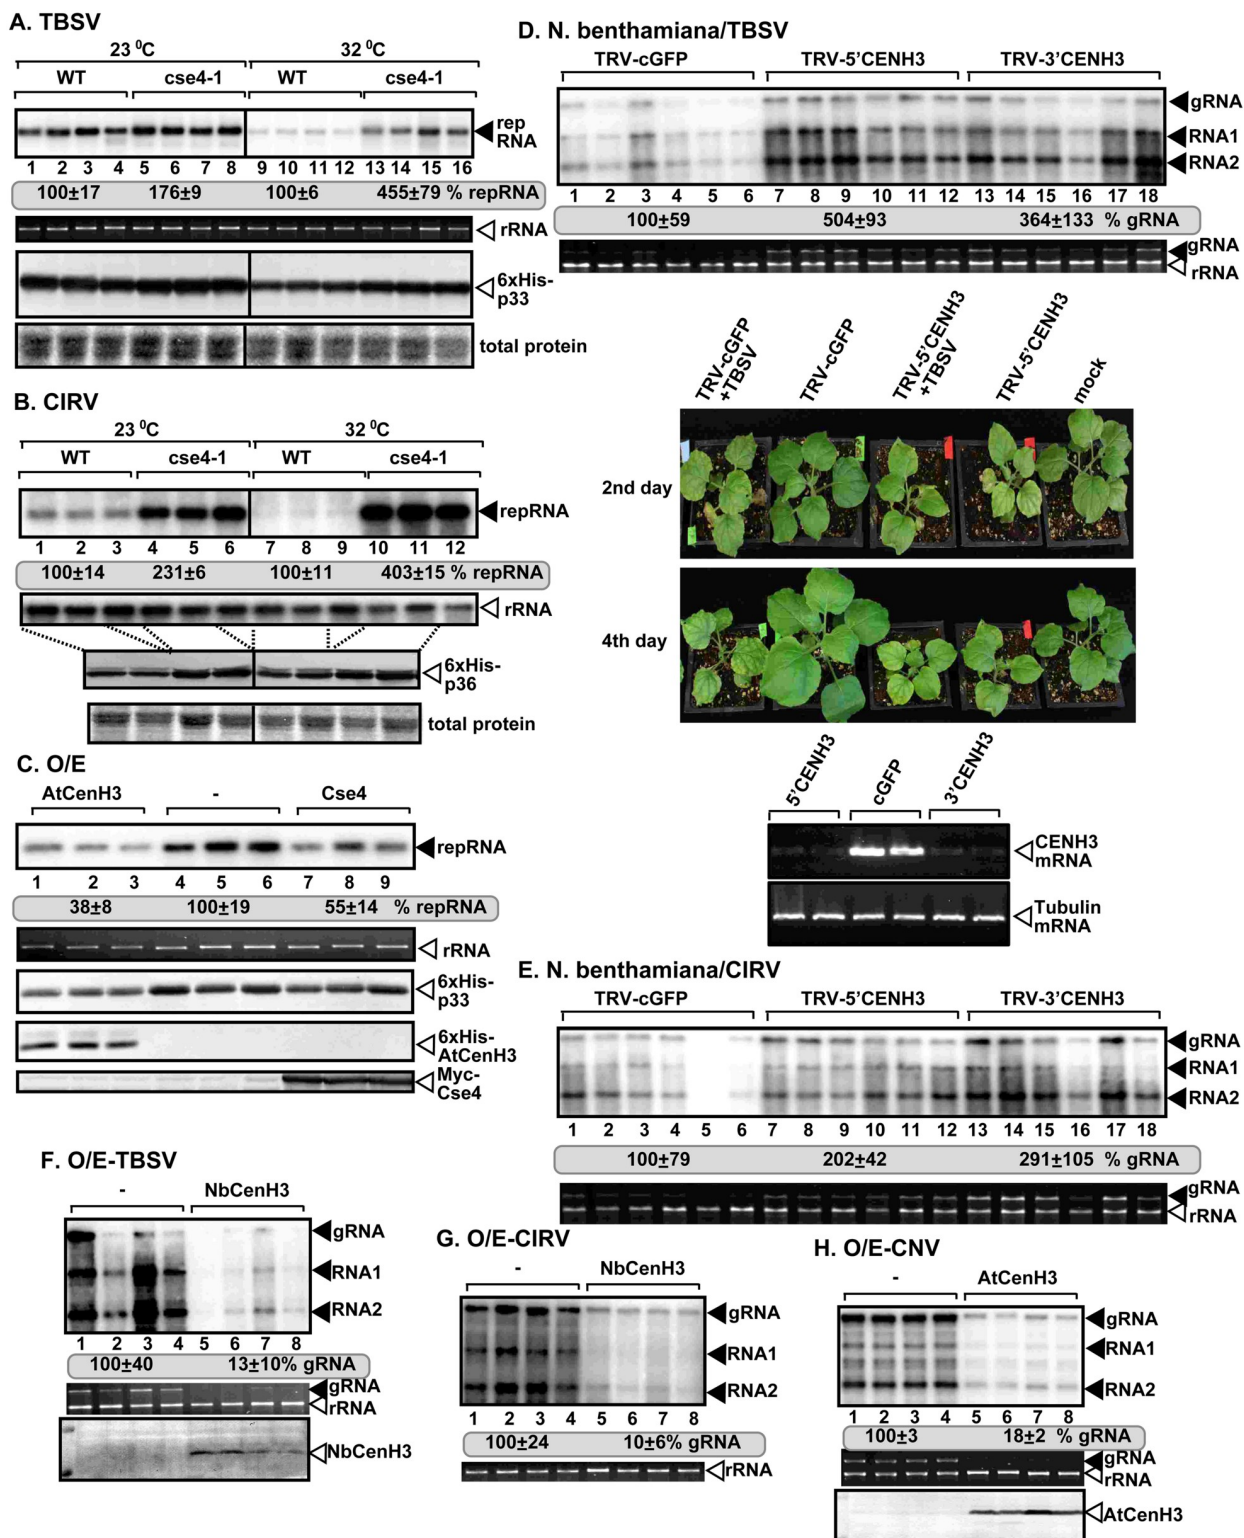 A. TBSV
23 ⁰C 32 ⁰C
WT cse4-1 WT cse4-1
rep
RNA
1 2 3 4 5 6 7 8 9 10 11 12 13 14 15 16
100±17 176±9 100±6 455±79 % repRNA
rRNA
6xHis-
p33
total protein
B. CIRV
23 ⁰C 32 ⁰C
WT cse4-1 WT cse4-1
repRNA
1 2 3 4 5 6 7 8 9 10 11 12
100±14 231±6 100±11 403±15 % repRNA
rRNA
6xHis-
p36
total protein
C. O/E
AtCenH3 - Cse4
repRNA
1 2 3 4 5 6 7 8 9
38±8 100±19 55±14 % repRNA
rRNA
6xHis-
p33
6xHis-
AtCenH3
Myc-
Cse4
D. N. benthamiana/TBSV
TRV-cGFP TRV-5'CENH3 TRV-3'CENH3
gRNA
RNA1
RNA2
1 2 3 4 5 6 7 8 9 10 11 12 13 14 15 16 17 18
100±59 504±93 364±133 % gRNA
gRNA
rRNA
TRV-cGFP
+TBSV
TRV-cGFP
TRV-5'CENH3
+TBSV
TRV-5'CENH3
mock
2nd day
4th day
5'CENH3 cGFP 3'CENH3
CENH3
mRNA
Tubulin
mRNA
E. N. benthamiana/CIRV
TRV-cGFP TRV-5'CENH3 TRV-3'CENH3
gRNA
RNA1
RNA2
1 2 3 4 5 6 7 8 9 10 11 12 13 14 15 16 17 18
100±79 202±42 291±105 % gRNA
gRNA
rRNA
F. O/E-TBSV
- NbCenH3
gRNA
RNA1
RNA2
1 2 3 4 5 6 7 8
100±40 13±10% gRNA
gRNA
rRNA
NbCenH3
G. O/E-CIRV
- NbCenH3
gRNA
RNA1
RNA2
1 2 3 4 5 6 7 8
100±24 10±6% gRNA
rRNA
H. O/E-CNV
- AtCenH3
gRNA
RNA1
RNA2
1 2 3 4 5 6 7 8
100±3 18±2 % gRNA
gRNA
rRNA
AtCenH3